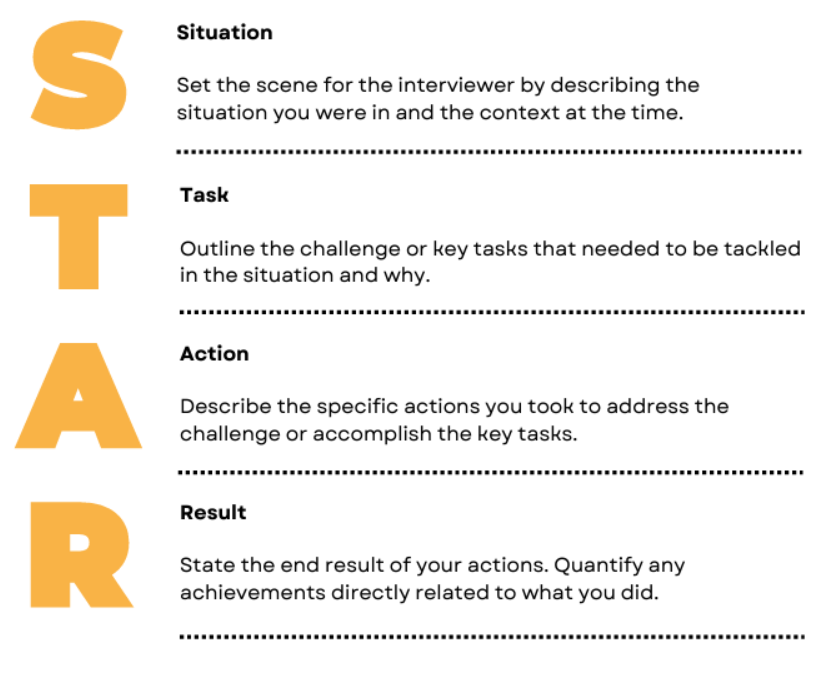 S
Situation
Set the scene for the interviewer by describing the
situation you were in and the context at the time.
T
Task
Outline the challenge or key tasks that needed to be tackled
in the situation and why.
A
Action
Describe the specific actions you took to address the
challenge or accomplish the key tasks.
R
Result
State the end result of your actions. Quantify any
achievements directly related to what you did.